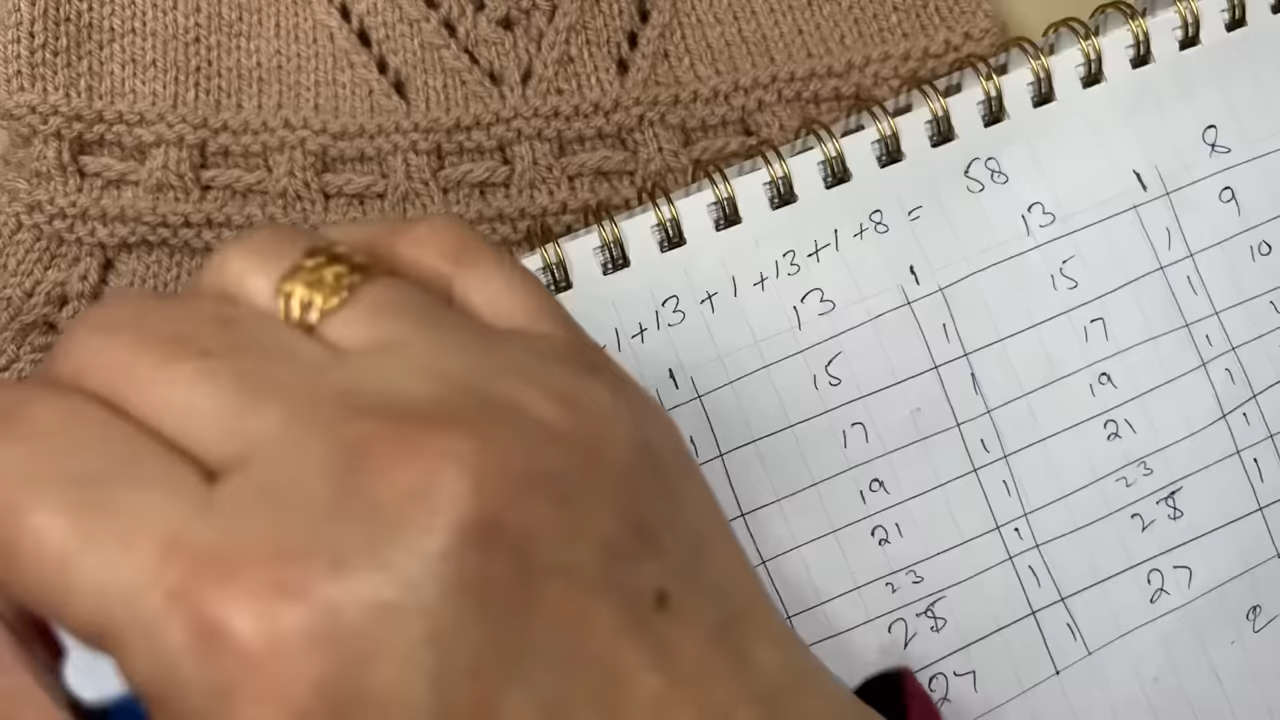 1+13+1+13+1+8= 58
1 13 1 13 1 8
1 15 1 15 1 9
17 1 17 1 10
19 1 19 1
21 1 21 1
23 1 23 1
25 1 25 1
27 1 27
2